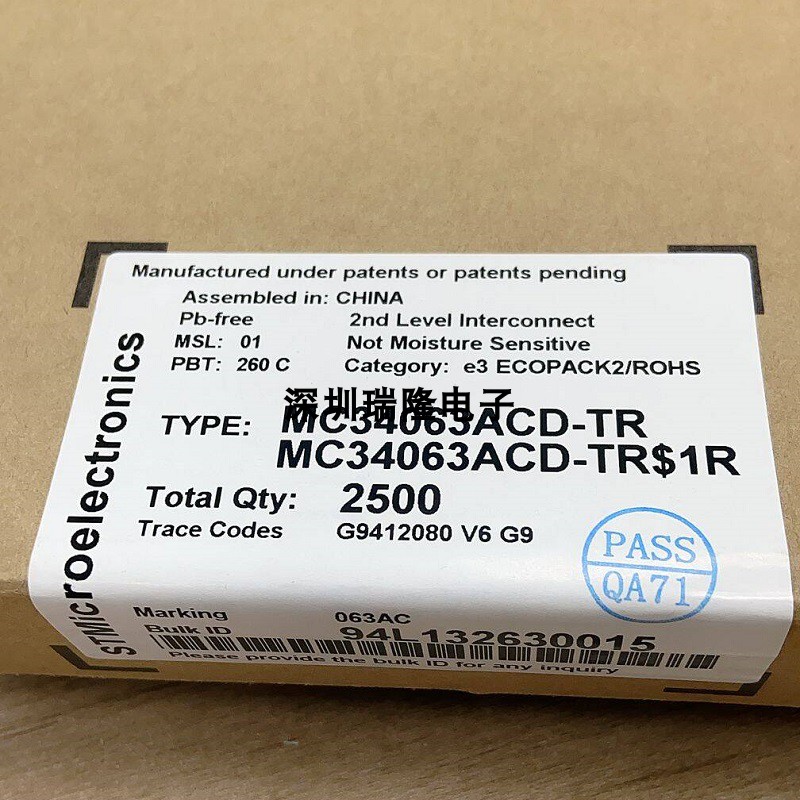 Manufactured under patents or patents pending
Assembled in: CHINA
Pb-free 2nd Level Interconnect
MSL: 01 Not Moisture Sensitive
PBT: 260 C Category: e3 ECOPACK2/ROHS
深圳瑞隆电子
TYPE: MC34063ACD-TR
MC34063ACD-TR$1R
Total Qty: 2500
Trace Codes G9412080 V6 G9
PASS
QA71
Marking 063AC
Bulk ID 94L132630015
Please provide the bulk ID for any inquiry
STMicroelectronics